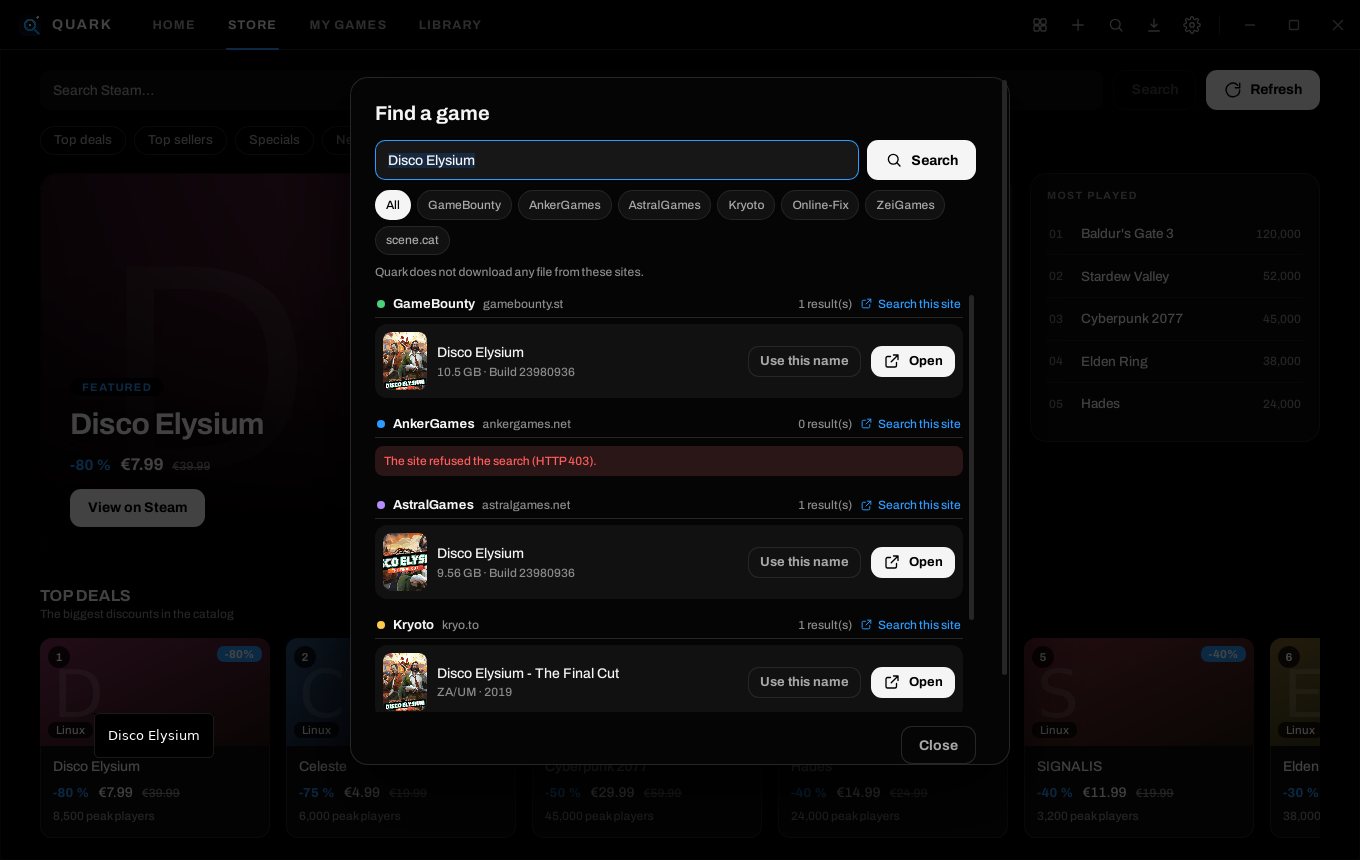 QUARK HOME STORE MY GAMES LIBRARY
Search Steam... Search Refresh
Top deals Top sellers Specials Ne
Find a game
Disco Elysium Search
All GameBounty AnkerGames AstralGames Kryoto Online-Fix ZeiGames
scene.cat
Quark does not download any file from these sites.
GameBounty gamebounty.st 1 result(s) Search this site
Disco Elysium
10.5 GB · Build 23980936
Use this name Open
AnkerGames ankergames.net 0 result(s) Search this site
The site refused the search (HTTP 403).
AstralGames astralgames.net 1 result(s) Search this site
Disco Elysium
9.56 GB · Build 23980936
Use this name Open
Kryoto kryo.to 1 result(s) Search this site
Disco Elysium - The Final Cut
ZA/UM · 2019
Use this name Open
Close
MOST PLAYED
01 Baldur's Gate 3 120,000
02 Stardew Valley 52,000
03 Cyberpunk 2077 45,000
04 Elden Ring 38,000
05 Hades 24,000
D
FEATURED
Disco Elysium
-80 % €7.99 €39.99
View on Steam
TOP DEALS
The biggest discounts in the catalog
1 -80%
D
Linux
Disco Elysium
Disco Elysium
-80 % €7.99 €39.99
8,500 peak players
2
C
Linux
Celeste
-75 % €4.99 €19.99
6,000 peak players
Cyberpunk 2077
-50 % €29.99 €59.99
45,000 peak players
Hades
-40 % €14.99 €24.99
24,000 peak players
5 -40%
S
Linux
SIGNALIS
-40 % €11.99 €19.99
3,200 peak players
6
E
Linux
Elden
-30 %
38,000